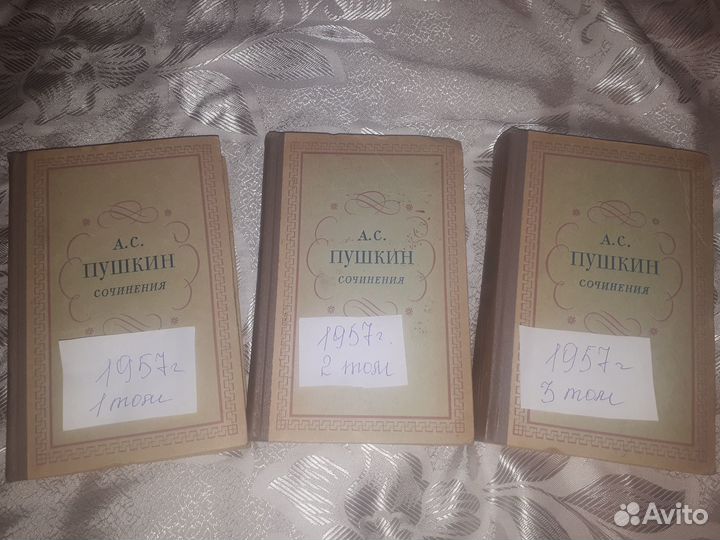 А.С.
ПУШКИН
СОЧИНЕНИЯ
1957г
1 том
А.С.
ПУШКИН
СОЧИНЕНИЯ
1957г.
2 том
А.С.
ПУШКИН
СОЧИНЕНИЯ
1957г
3 том
Avito